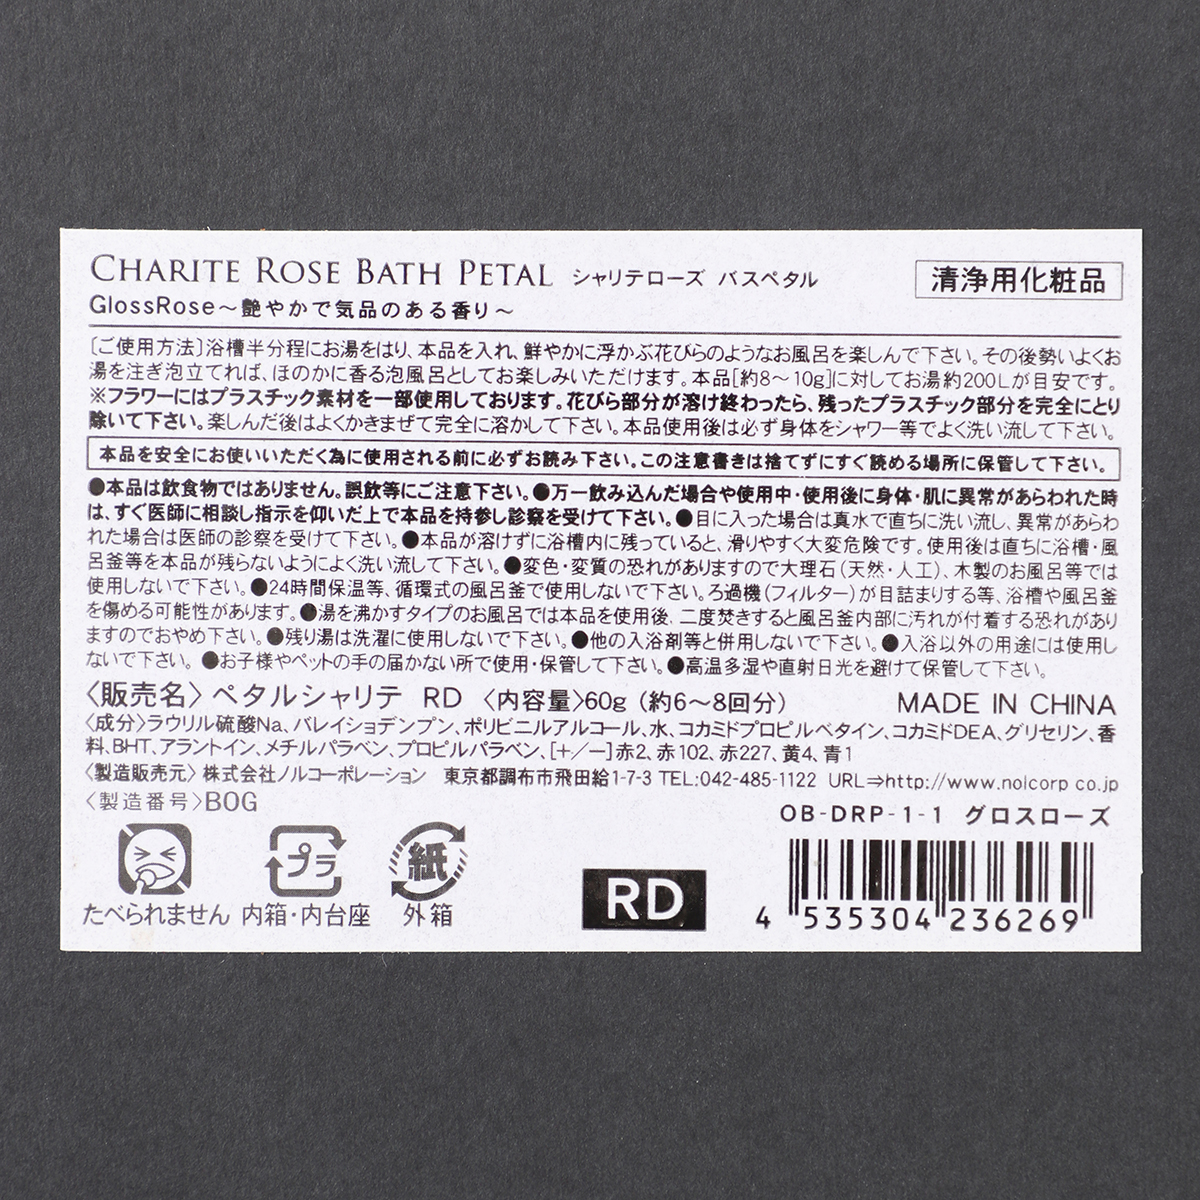 CHARITE ROSE BATH PETAL シャリテローズ バスペタル
清浄用化粧品
GlossRose〜艶やかで気品のある香り〜
〔ご使用方法〕浴槽半分程にお湯をはり、本品を入れ、鮮やかに浮かぶ花びらのようなお風呂を楽しんで下さい。その後勢いよくお
湯を注ぎ泡立てれば、ほのかに香る泡風呂としてお楽しみいただけます。本品[約8〜10g]に対してお湯約200Lが目安です。
※フラワーにはプラスチック素材を一部使用しております。花びら部分が溶け終わったら、残ったプラスチック部分を完全にとり
除いて下さい。楽しんだ後はよくかきまぜて完全に溶かして下さい。本品使用後は必ず身体をシャワー等でよく洗い流して下さい。
本品を安全にお使いいただく為に使用される前に必ずお読み下さい。この注意書きは捨てずにすぐ読める場所に保管して下さい。
●本品は飲食物ではありません。誤飲等にご注意下さい。●万一飲み込んだ場合や使用中・使用後に身体・肌に異常があらわれた時
は、すぐ医師に相談し指示を仰いだ上で本品を持参し診察を受けて下さい。●目に入った場合は真水で直ちに洗い流し、異常があらわ
れた場合は医師の診察を受けて下さい。●本品が溶けずに浴槽内に残っていると、滑りやすく大変危険です。使用後は直ちに浴槽・風
呂釜等を本品が残らないようによく洗い流して下さい。●変色・変質の恐れがありますので大理石(天然・人工)、木製のお風呂等では
使用しないで下さい。●24時間保温等、循環式の風呂釜で使用しないで下さい。ろ過機(フィルター)が目詰まりする等、浴槽や風呂釜
を傷める可能性があります。●湯を沸かすタイプのお風呂では本品を使用後、二度焚きすると風呂釜内部に汚れが付着する恐れがあり
ますのでおやめ下さい。●残り湯は洗濯に使用しないで下さい。●他の入浴剤等と併用しないで下さい。●入浴以外の用途には使用し
ないで下さい。●お子様やペットの手の届かない所で使用・保管して下さい。●高温多湿や直射日光を避けて保管して下さい。
〈販売名〉ペタルシャリテ RD 〈内容量〉60g(約6〜8回分) MADE IN CHINA
〈成分〉ラウリル硫酸Na、バレイショデンプン、ポリビニルアルコール、水、コカミドプロピルベタイン、コカミドDEA、グリセリン、香
料、BHT、アラントイン、メチルパラベン、プロピルパラベン、[+/−]赤2、赤102、赤227、黄4、青1
〈製造販売元〉株式会社ノルコーポレーション 東京都調布市飛田給1-7-3 TEL:042-485-1122 URL⇒http://www.nolcorp co.jp
〈製造番号〉BOG
OB-DRP-1-1 グロスローズ
プラ
紙
RD
たべられません 内箱・内台座 外箱
4 535304 236269